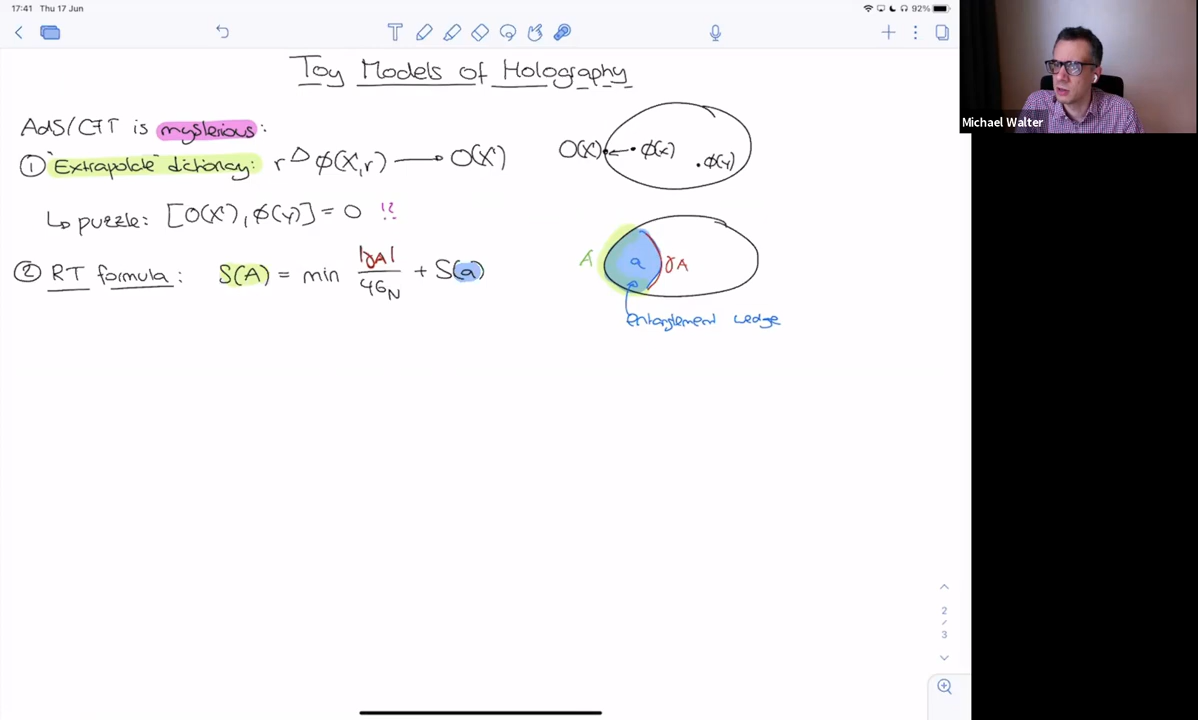 17:41 Thu 17 Jun
92%
Toy Models of Holography
AdS/CFT is mysterious:
① "Extrapolate" dictionary: r^Δ φ(X,r) → O(X)
O(X) ← φ(x)
φ(y)
↳ puzzle: [O(X), φ(y)] = 0 !?
② RT formula: S(A) = min |γA|/4G_N + S(a)
A a γA
entanglement wedge
2
/
3
Michael Walter